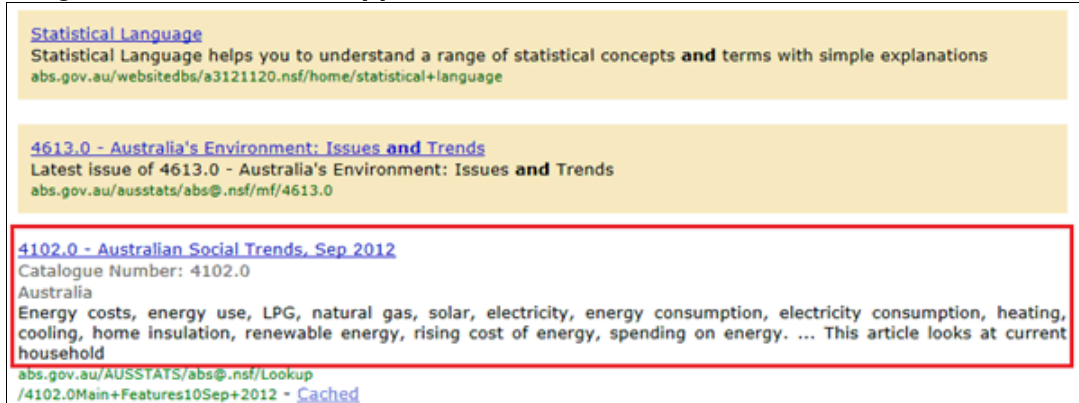 Statistical Language
Statistical Language helps you to understand a range of statistical concepts and terms with simple explanations
abs.gov.au/websitedbs/a3121120.nsf/home/statistical+language
4613.0 - Australia's Environment: Issues and Trends
Latest issue of 4613.0 - Australia's Environment: Issues and Trends
abs.gov.au/ausstats/abs@.nsf/mf/4613.0
4102.0 - Australian Social Trends, Sep 2012
Catalogue Number: 4102.0
Australia
Energy costs, energy use, LPG, natural gas, solar, electricity, energy consumption, electricity consumption, heating,
cooling, home insulation, renewable energy, rising cost of energy, spending on energy. ... This article looks at current
household
abs.gov.au/AUSSTATS/abs@.nsf/Lookup
/4102.0Main+Features10Sep+2012 - Cached